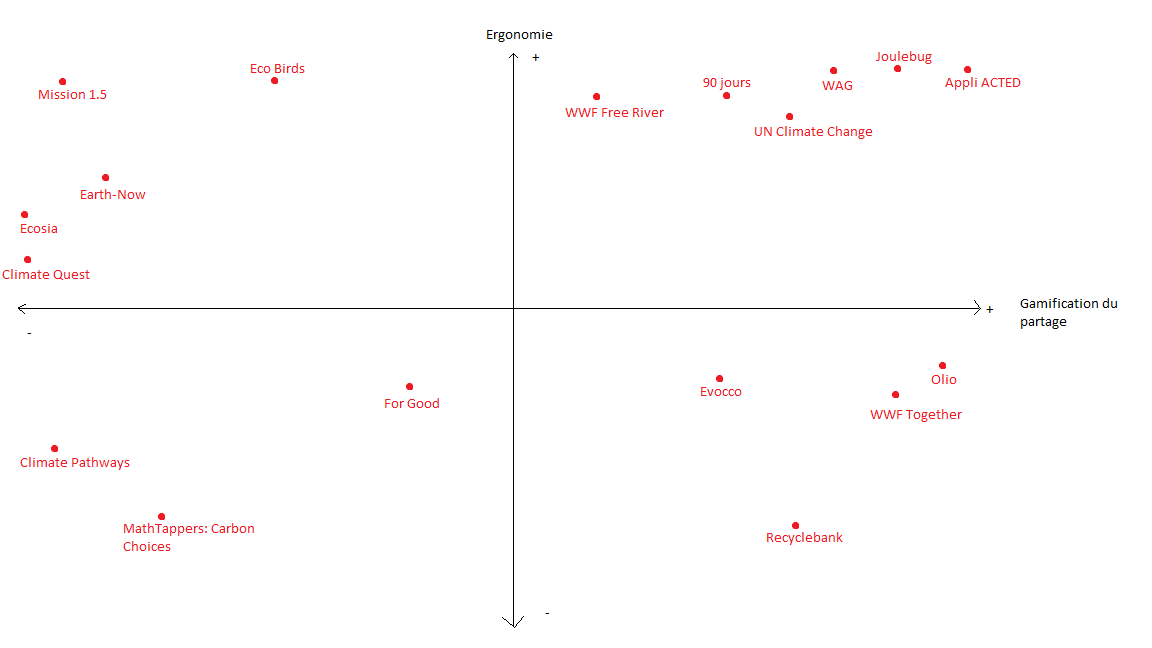 Ergonomie
+
Joulebug
Eco Birds
90 jours
WAG
Appli ACTED
Mission 1.5
WWF Free River
UN Climate Change
Earth-Now
Ecosia
Climate Quest
Gamification du
+
partage
-
Olio
Evocco
For Good
WWF Together
Climate Pathways
MathTappers: Carbon
Choices
Recyclebank
-